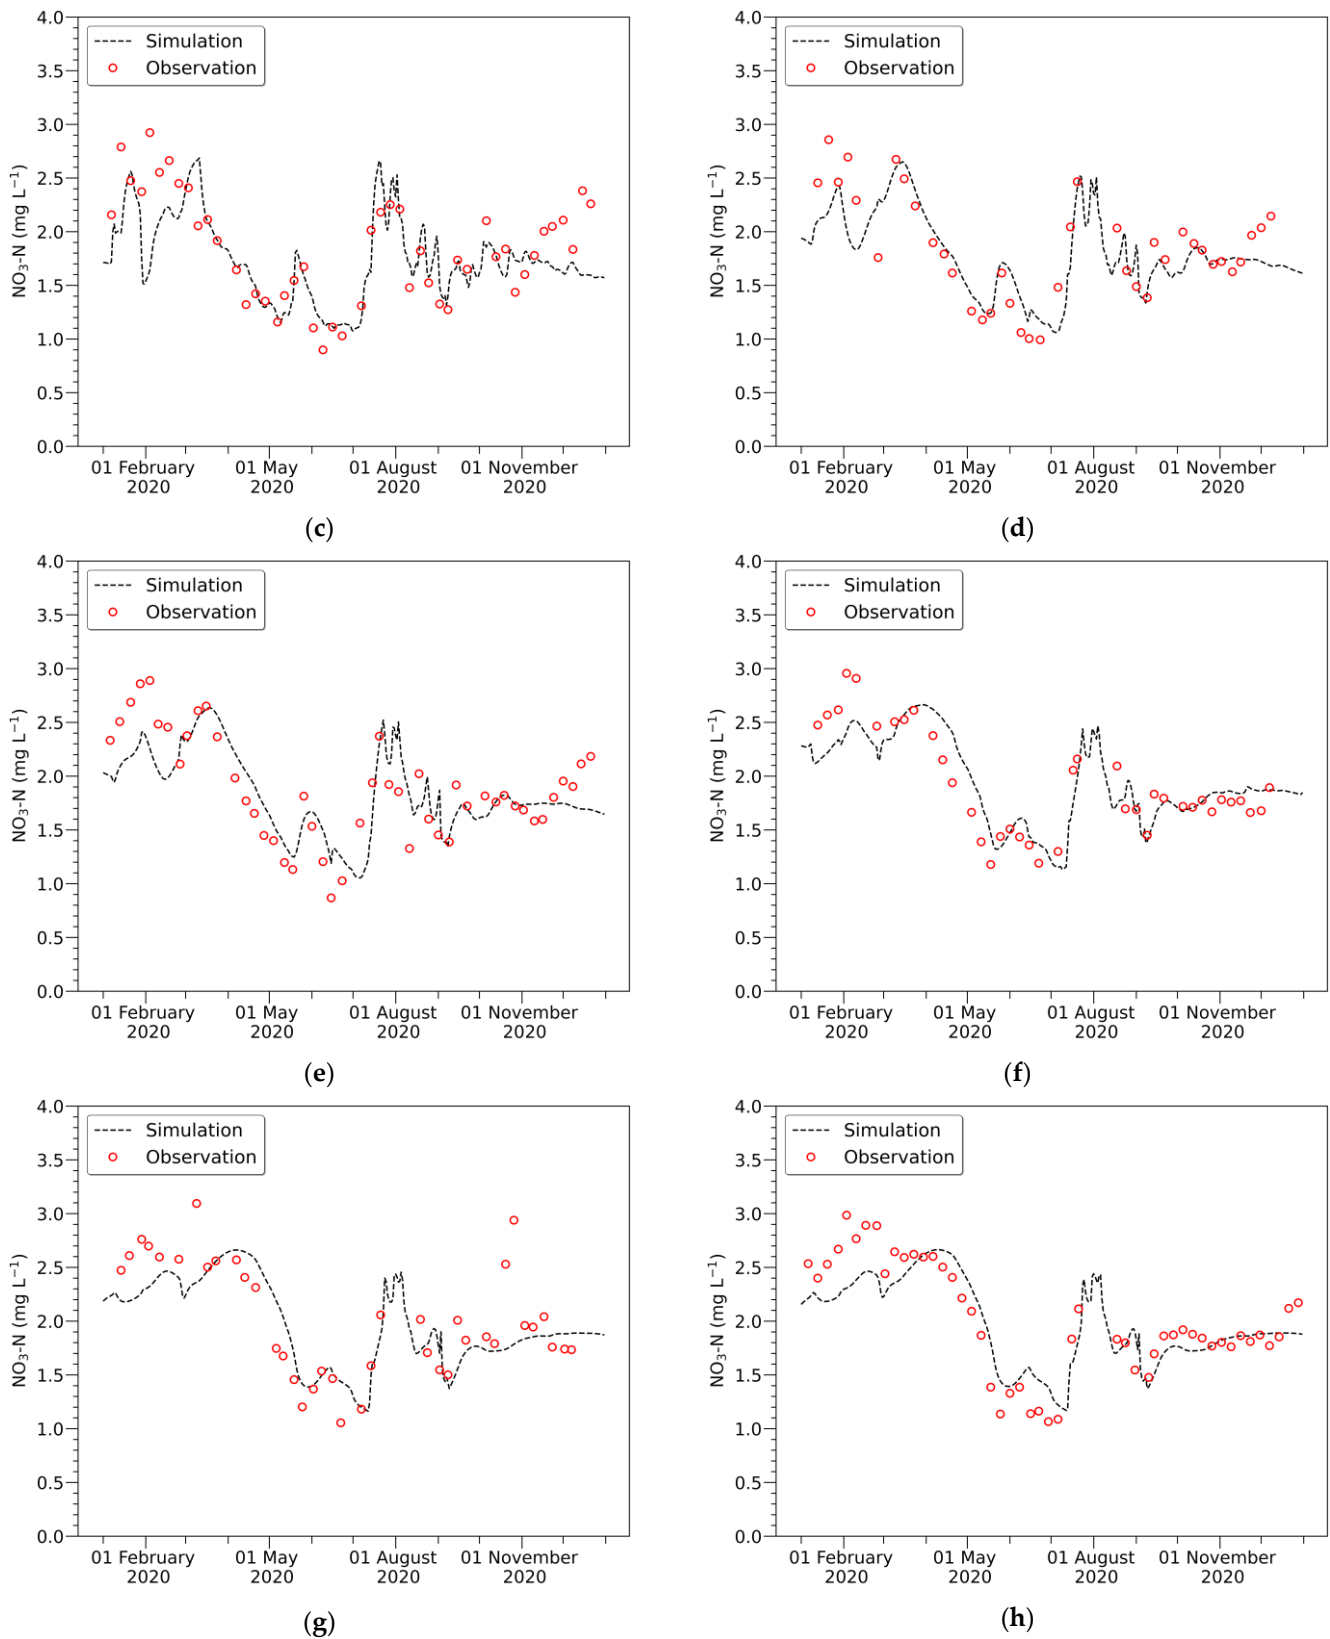 4.0
3.5
3.0
2.5
2.0
1.5
1.0
0.5
0.0
NO₃-N (mg L⁻¹)
Simulation
Observation
01 February
2020
01 May
2020
01 August
01 November
2020
(c)
4.0
3.5
3.0
2.5
2.0
1.5
1.0
0.5
0.0
NO₃-N (mg L⁻¹)
Simulation
Observation
01 February
2020
01 May
2020
01 August
2020
01 November
2020
(d)
4.0
3.5
3.0
2.5
2.0
1.5
1.0
0.5
0.0
NO₃-N (mg L⁻¹)
Simulation
Observation
01 February
2020
01 May
2020
01 August
2020
01 November
2020
(e)
4.0
3.5
3.0
2.5
2.0
1.5
1.0
0.5
0.0
NO₃-N (mg L⁻¹)
Simulation
Observation
01 February
2020
01 May
2020
01 August
2020
01 November
2020
(f)
4.0
3.5
3.0
2.5
2.0
1.5
1.0
0.5
0.0
NO₃-N (mg L⁻¹)
Simulation
Observation
01 February
2020
01 May
2020
01 August
2020
01 November
2020
(g)
4.0
3.5
3.0
2.5
2.0
1.5
1.0
0.5
0.0
NO₃-N (mg L⁻¹)
Simulation
Observation
01 February
2020
01 May
2020
01 August
2020
01 November
2020
(h)